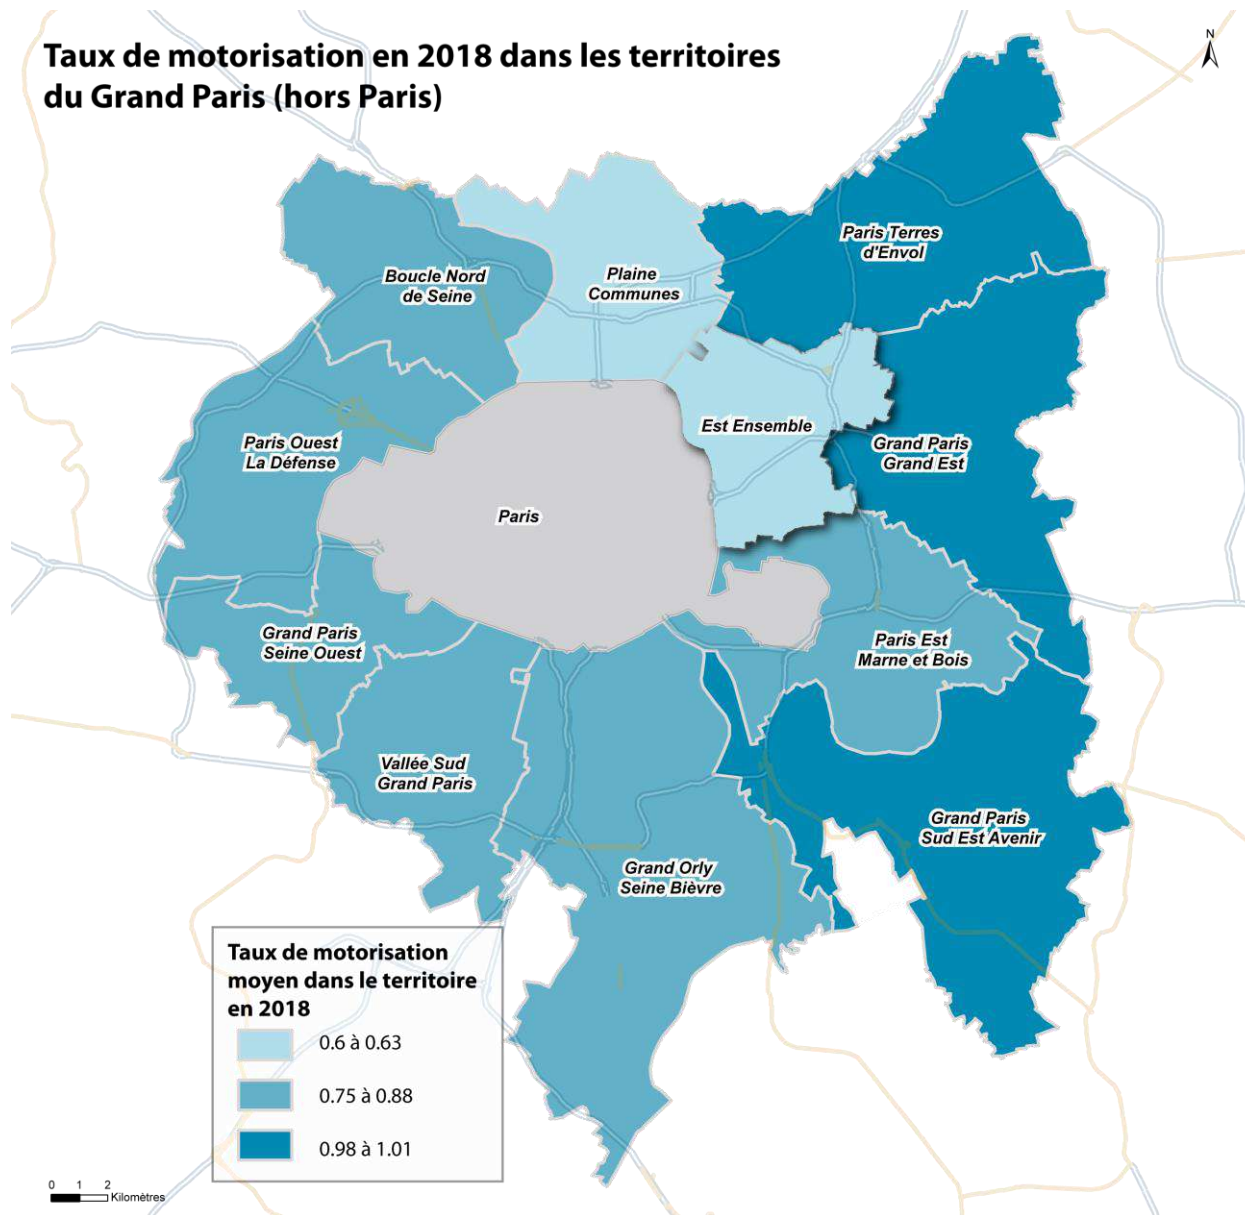 Taux de motorisation en 2018 dans les territoires
du Grand Paris (hors Paris)
N
Paris Terres
d'Envol
Boucle Nord
de Seine
Plaine
Communes
Est Ensemble
Paris Ouest
La Défense
Grand Paris
Grand Est
Paris
Grand Paris
Seine Ouest
Paris Est
Marne et Bois
Vallée Sud
Grand Paris
Grand Paris
Sud Est Avenir
Grand Orly
Seine Bièvre
Taux de motorisation
moyen dans le territoire
en 2018
0.6 à 0.63
0.75 à 0.88
0.98 à 1.01
0 1 2
Kilomètres